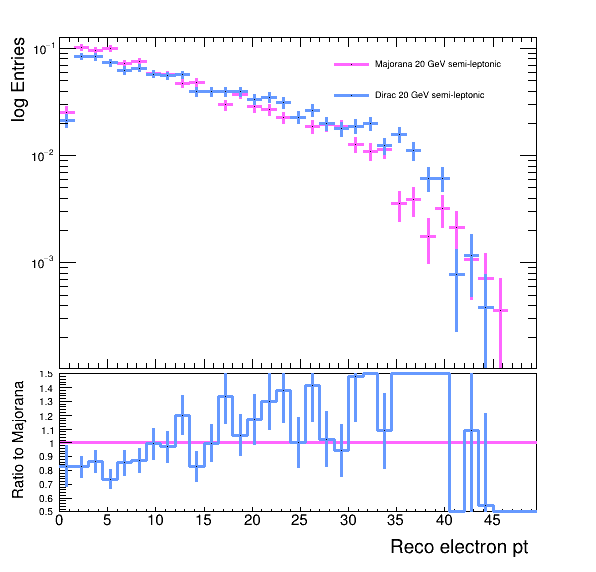 log Entries
10⁻¹
10⁻²
10⁻³
Majorana 20 GeV semi-leptonic
Dirac 20 GeV semi-leptonic
Ratio to Majorana
1.5
1.4
1.3
1.2
1.1
1
0.9
0.8
0.7
0.6
0.5
0 5 10 15 20 25 30 35 40 45
Reco electron pt